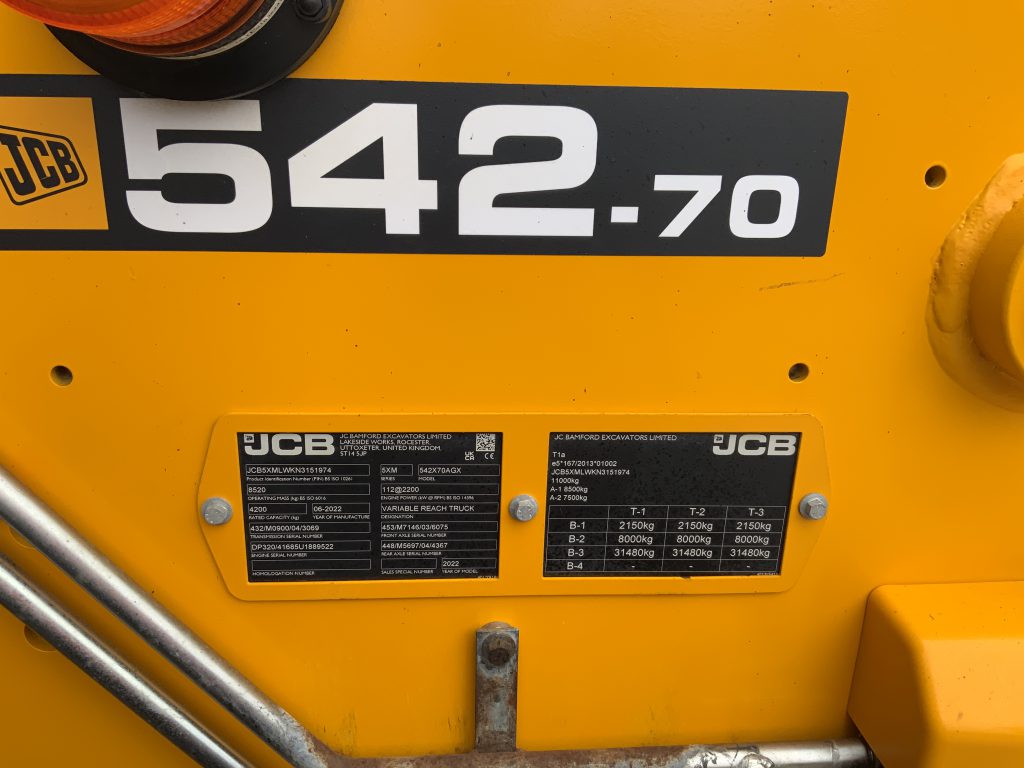 JCB
542-70
JCB
JC BAMFORD EXCAVATORS LIMITED
LAKESIDE WORKS, ROCESTER,
UTTOXETER, UNITED KINGDOM,
ST14 5JP
UK
CA
CE
JCB5XMLWKN3151974
Product Identification Number (PIN) BS ISO 10261
5XM
SERIES
542X70AGX
MODEL
8520
OPERATING MASS (kg) BS ISO 6016
112@2200
ENGINE POWER (kW @ RPM) BS ISO 14396
4200
RATED CAPACITY (kg)
06-2022
YEAR OF MANUFACTURE
VARIABLE REACH TRUCK
DESIGNATION
432/M0900/04/3069
TRANSMISSION SERIAL NUMBER
453/M7146/03/6075
FRONT AXLE SERIAL NUMBER
DP320/41685U1889522
ENGINE SERIAL NUMBER
448/M5697/04/4367
REAR AXLE SERIAL NUMBER
HOMOLOGATION NUMBER
SALES SPECIAL NUMBER
2022
YEAR OF MODEL
JC BAMFORD EXCAVATORS LIMITED
JCB
T1a
e5*167/2013*01002
JCB5XMLWKN3151974
11000kg
A-1 8500kg
A-2 7500kg
T-1 T-2 T-3
B-1 2150kg 2150kg 2150kg
B-2 8000kg 8000kg 8000kg
B-3 31480kg 31480kg 31480kg
B-4 - - -